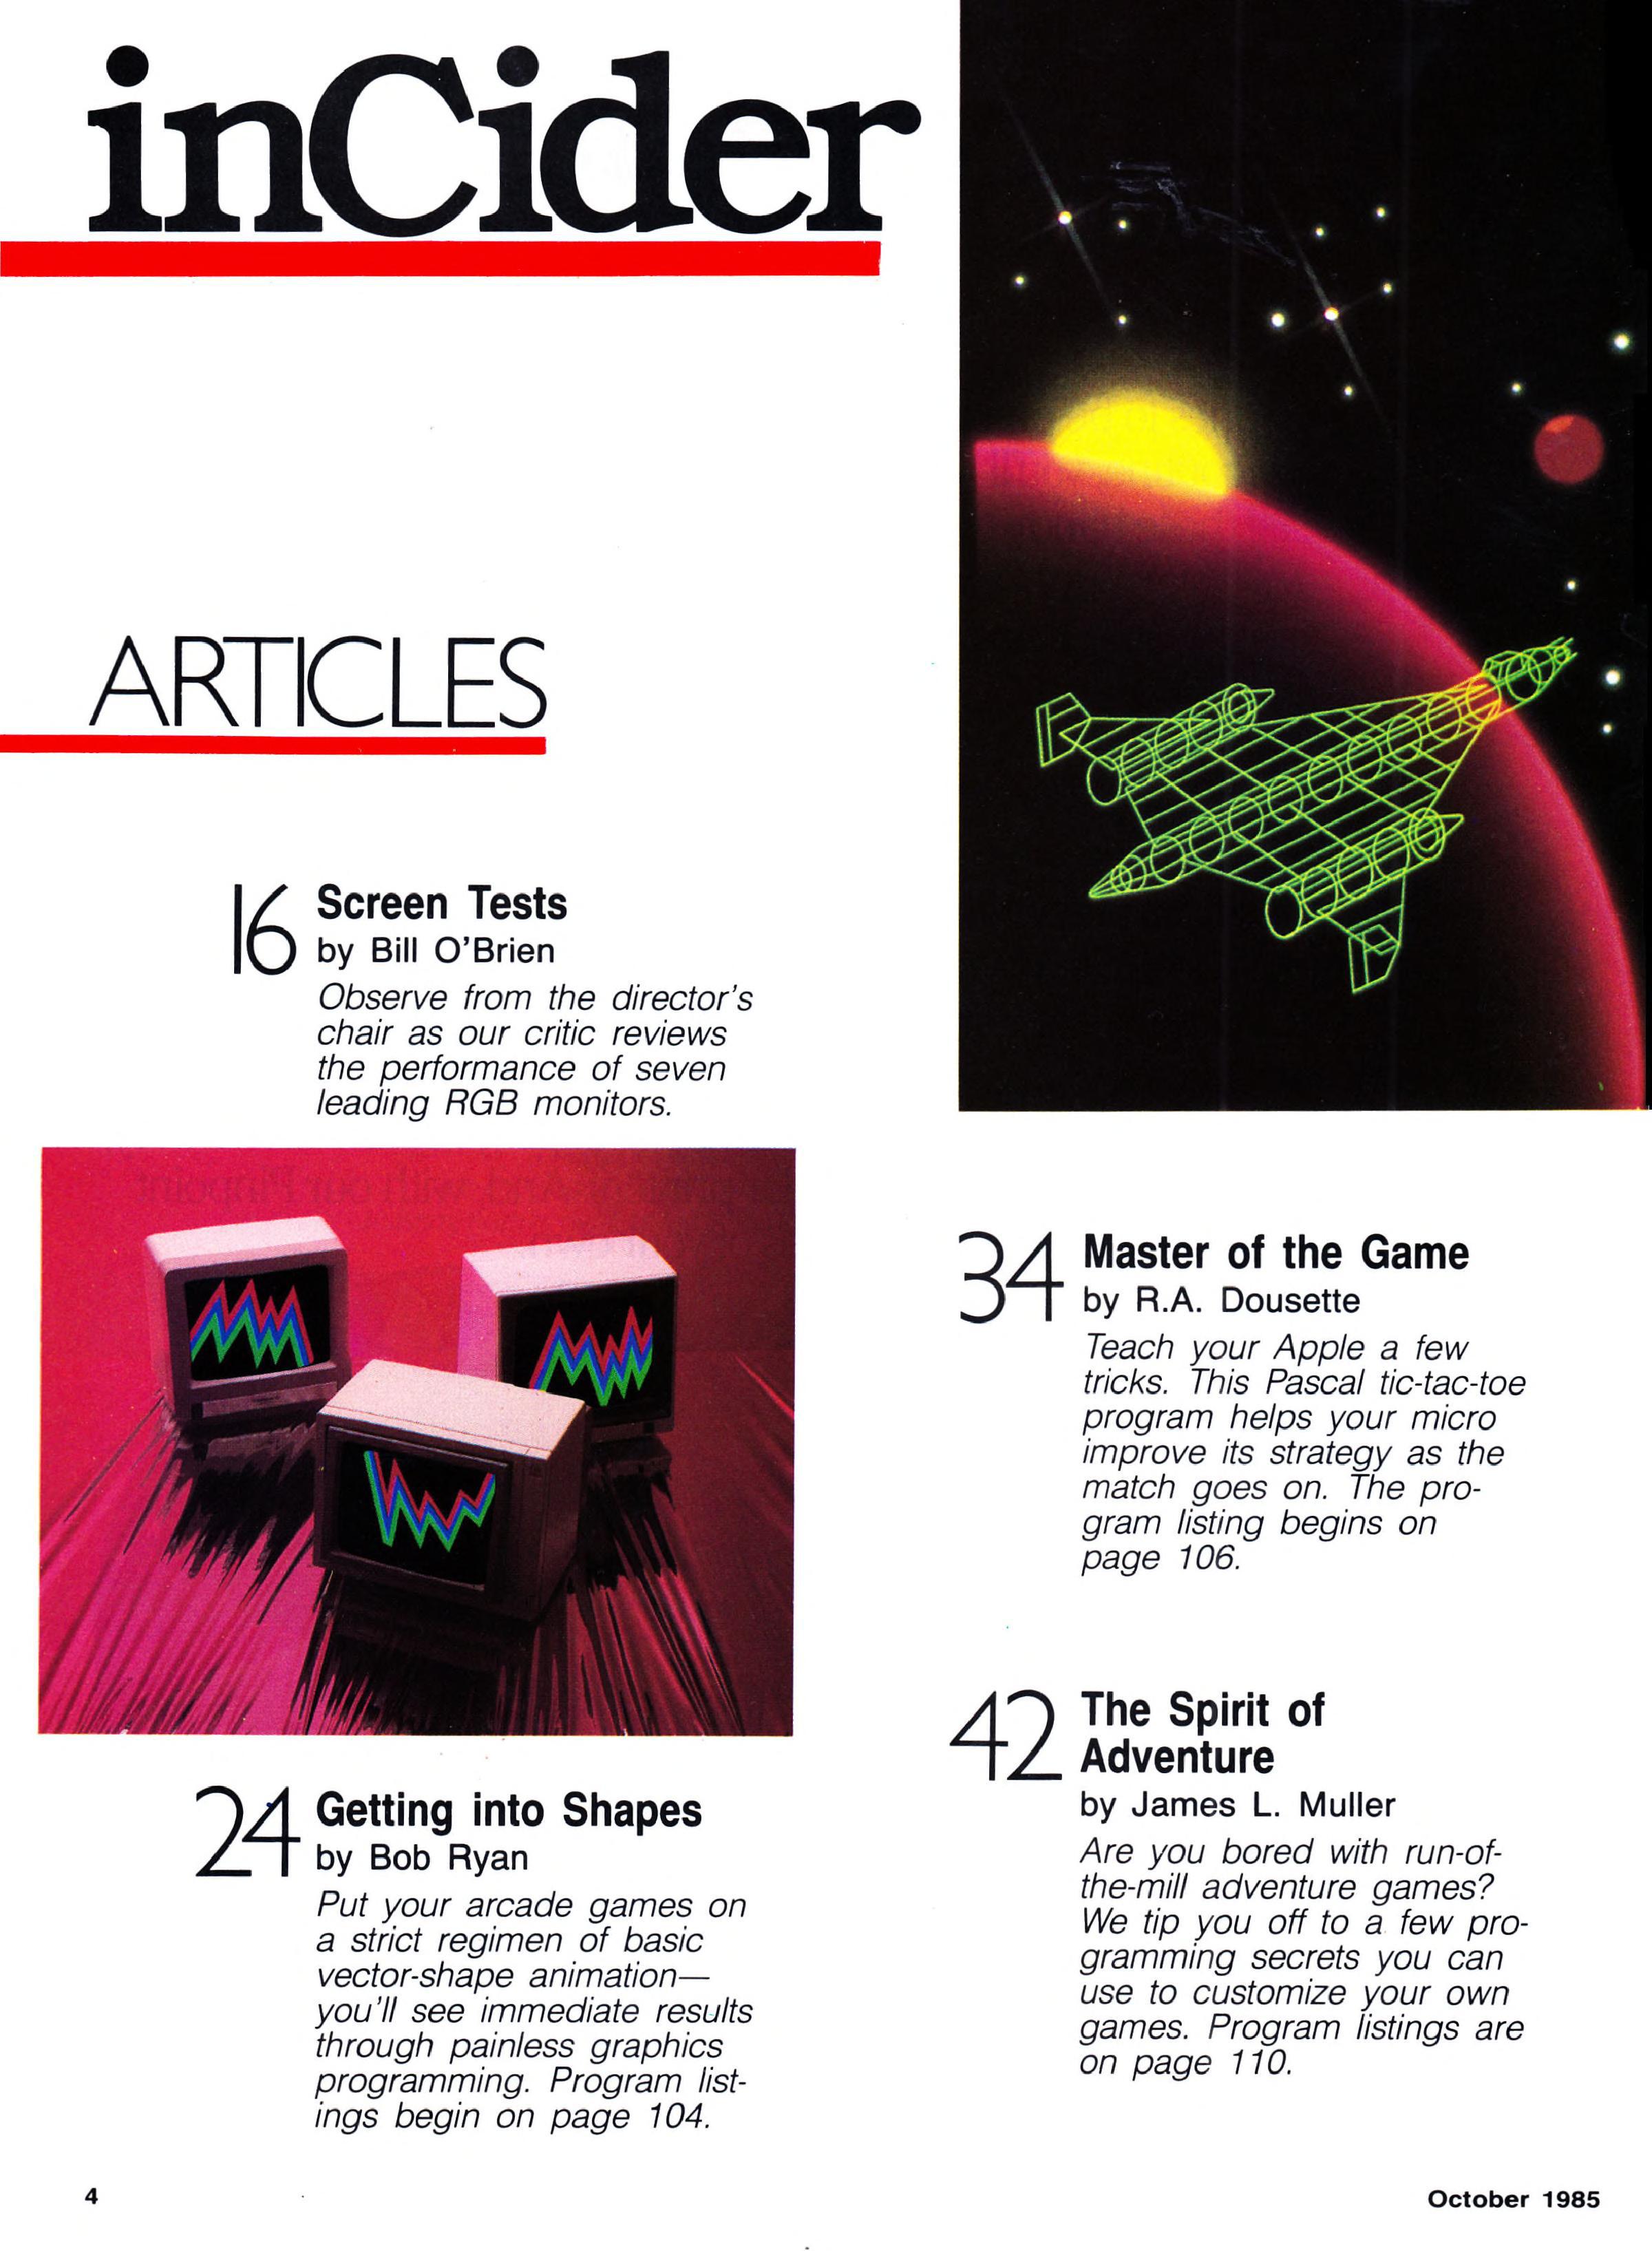 inCider
ARTICLES
16
Screen Tests
by Bill O'Brien
Observe from the director's
chair as our critic reviews
the performance of seven
leading RGB monitors.
24
Getting into Shapes
by Bob Ryan
Put your arcade games on
a strict regimen of basic
vector-shape animation—
you'll see immediate results
through painless graphics
programming. Program list-
ings begin on page 104.
34
Master of the Game
by R.A. Dousette
Teach your Apple a few
tricks. This Pascal tic-tac-toe
program helps your micro
improve its strategy as the
match goes on. The pro-
gram listing begins on
page 106.
42
The Spirit of
Adventure
by James L. Muller
Are you bored with run-of-
the-mill adventure games?
We tip you off to a few pro-
gramming secrets you can
use to customize your own
games. Program listings are
on page 110.
4
October 1985